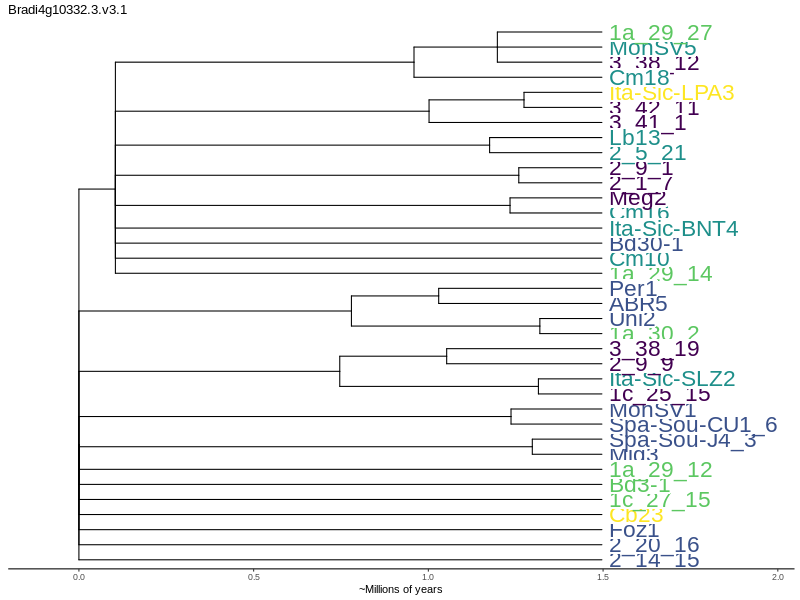 Bradi4g10332.3.v3.1
1a_29_27
MonSV5
3_38_12
Cm18
Ita-Sic-LPA3
3_42_11
3_41_1
Lb13
2_5_21
2_9_1
2_1_7
Meg2
Cm16
Ita-Sic-BNT4
Bd30-1
Cm10
1a_29_14
Per1
ABR5
Uni2
1a_30_2
3_38_19
2_9_9
Ita-Sic-SLZ2
1c_25_15
MonSV1
Spa-Sou-CU1_6
Spa-Sou-J4_3
Mig3
1a_29_12
Bd3-1
1c_27_15
Cb23
Foz1
2_20_16
2_14_15
0.0 0.5 1.0 1.5 2.0
~Millions of years